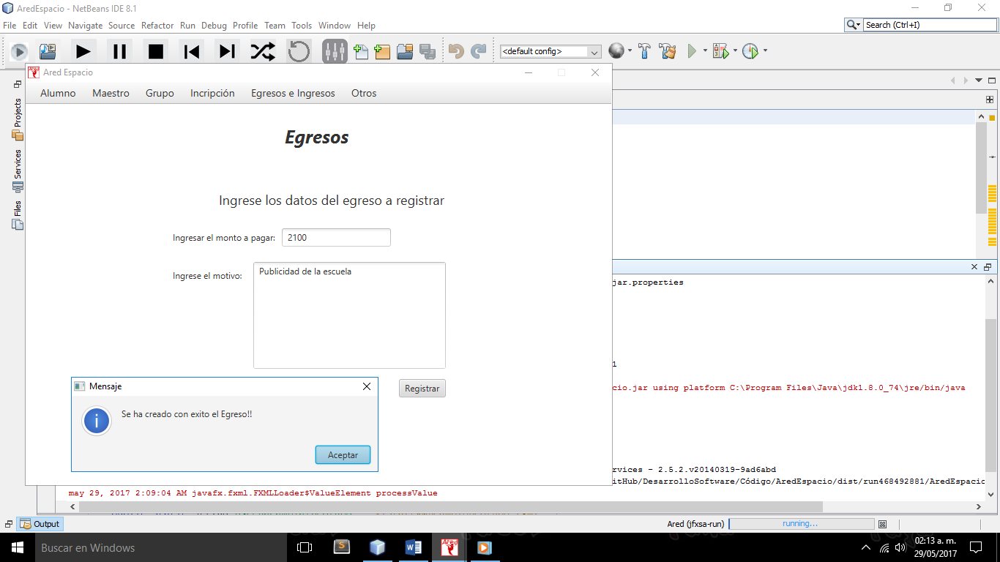 AredEspacio - NetBeans IDE 8.1
File Edit View Navigate Source Refactor Run Debug Profile Team Tools Window Help
Search (Ctrl+I)
<default config>
Ared Espacio
Alumno Maestro Grupo Incripción Egresos e Ingresos Otros
Projects
Services
Files
Egresos
Ingrese los datos del egreso a registrar
Ingresar el monto a pagar: 2100
Ingrese el motivo: Publicidad de la escuela
Registrar
Mensaje
Se ha creado con exito el Egreso!!
Aceptar
jar.properties
1
cio.jar using platform C:\Program Files\Java\jdk1.8.0_74\jre/bin/java
rvices - 2.5.2.v20140319-9ad6abd
itHub/DesarrolloSoftware/Código/AredEspacio/dist/run468492881/AredEspacio
may 29, 2017 2:09:04 AM javafx.fxml.FXMLLoader$ValueElement processValue
Output
Ared (jfxsa-run) running...
Buscar en Windows
Ared
02:13 a. m.
29/05/2017